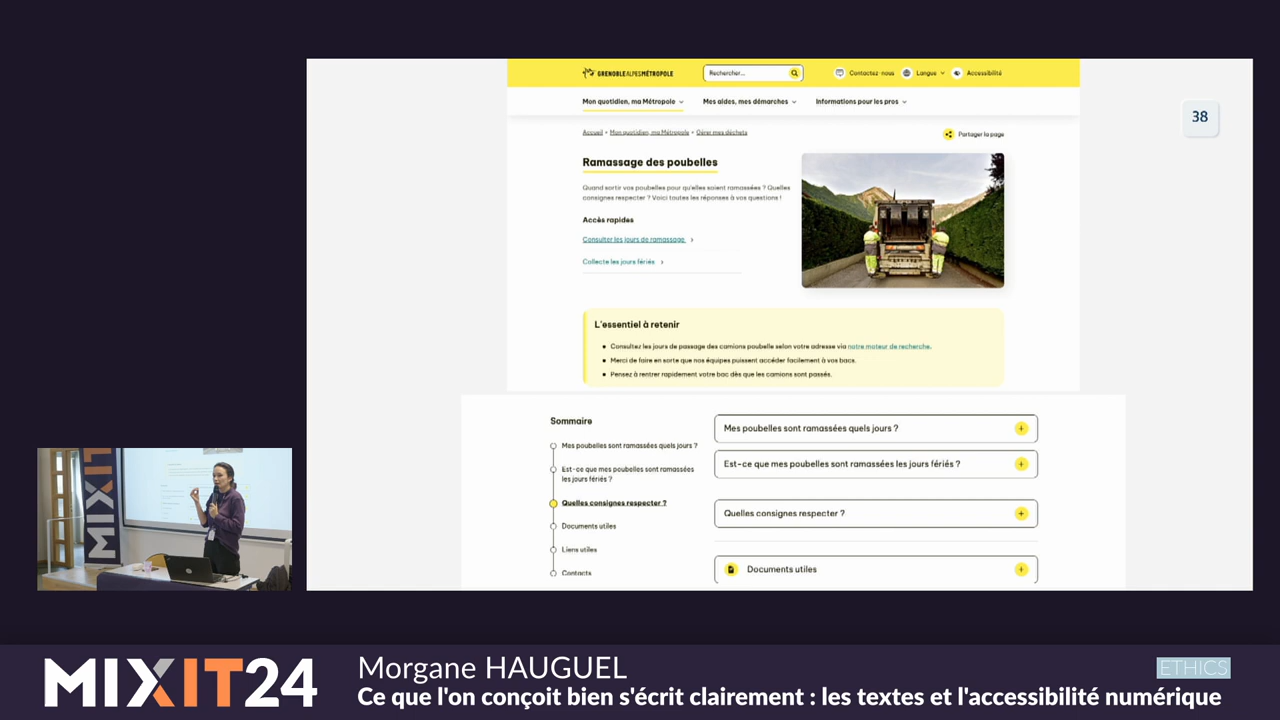 GRENOBLEALPESMÉTROPOLE
Rechercher...
Contactez-nous
Langue
Accessibilité
Mon quotidien, ma Métropole
Mes aides, mes démarches
Informations pour les pros
38
Accueil • Mon quotidien, ma Métropole • Gérer mes déchets
Partager la page
Ramassage des poubelles
Quand sortir vos poubelles pour qu'elles soient ramassées ? Quelles
consignes respecter ? Voici toutes les réponses à vos questions !
Accès rapides
Consulter les jours de ramassage
Collecte les jours fériés
L'essentiel à retenir
Consultez les jours de passage des camions poubelle selon votre adresse via notre moteur de recherche.
Merci de faire en sorte que nos équipes puissent accéder facilement à vos bacs.
Pensez à rentrer rapidement votre bac dès que les camions sont passés.
Sommaire
Mes poubelles sont ramassées quels jours ?
Est-ce que mes poubelles sont ramassées
les jours fériés ?
Quelles consignes respecter ?
Documents utiles
Liens utiles
Contacts
Mes poubelles sont ramassées quels jours ?
Est-ce que mes poubelles sont ramassées les jours fériés ?
Quelles consignes respecter ?
Documents utiles
MIXIT
MIXIT24
Morgane HAUGUEL
ETHICS
Ce que l'on conçoit bien s'écrit clairement : les textes et l'accessibilité numérique